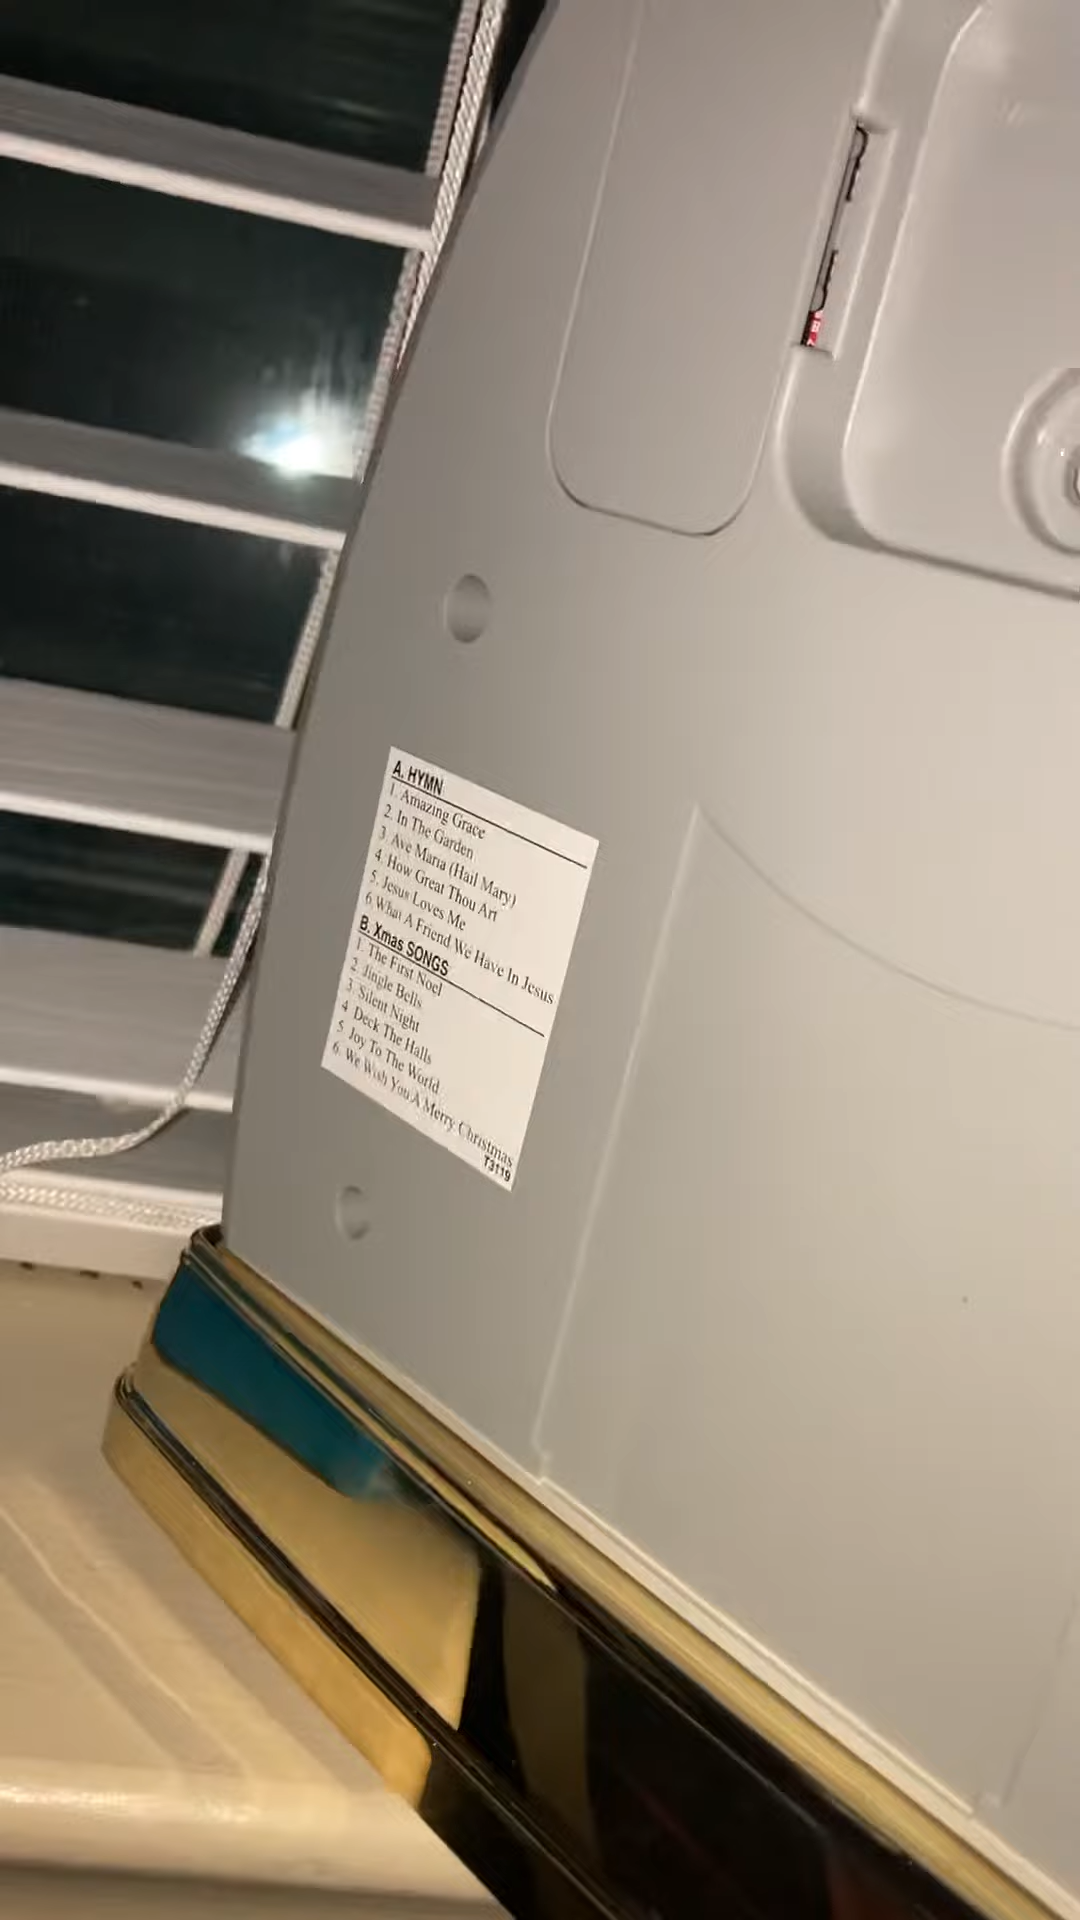 A. HYMN
1. Amazing Grace
2. In The Garden
3 Ave Maria (Hail Mary)
4. How Great Thou Art
5. Jesus Loves Me
6 What A Friend We Have In Jesus
B. Xmas SONGS
1. The First Noel
2 Jingle Bells
3. Silent Night
4 Deck The Halls
5 Joy To The World
6. We Wish You A Merry Christmas
T3119